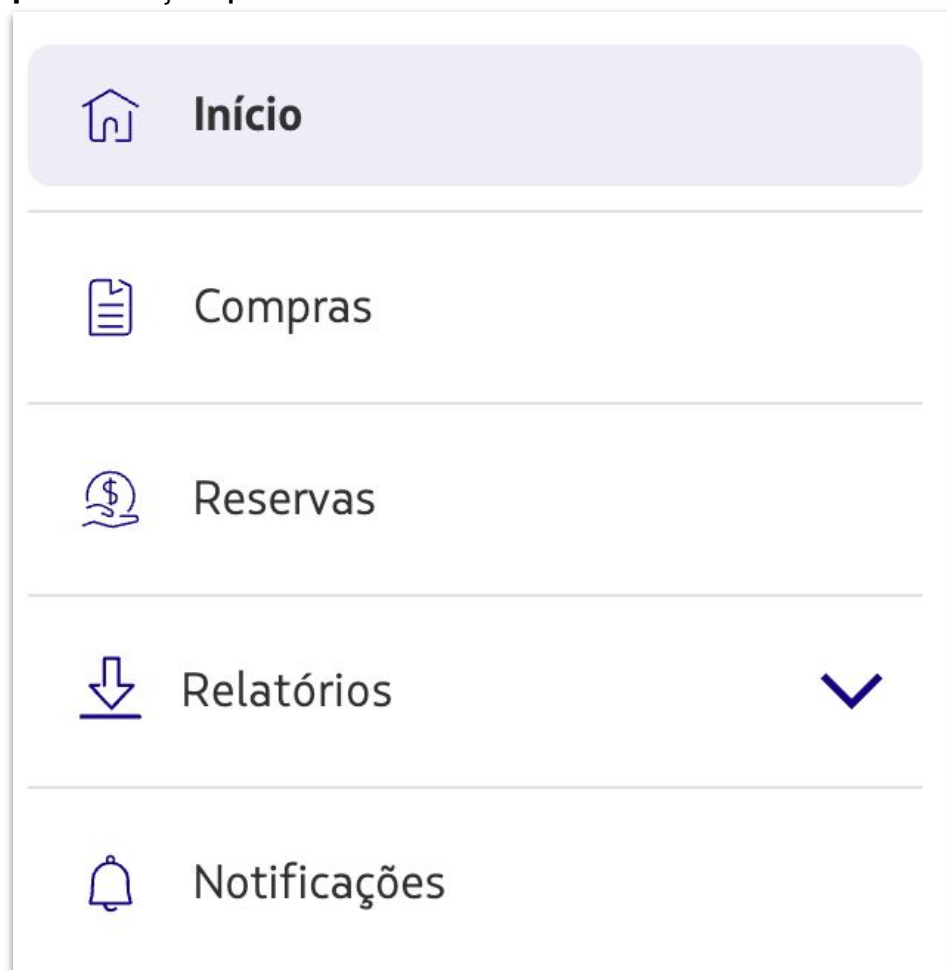 Início
Compras
Reservas
Relatórios
Notificações